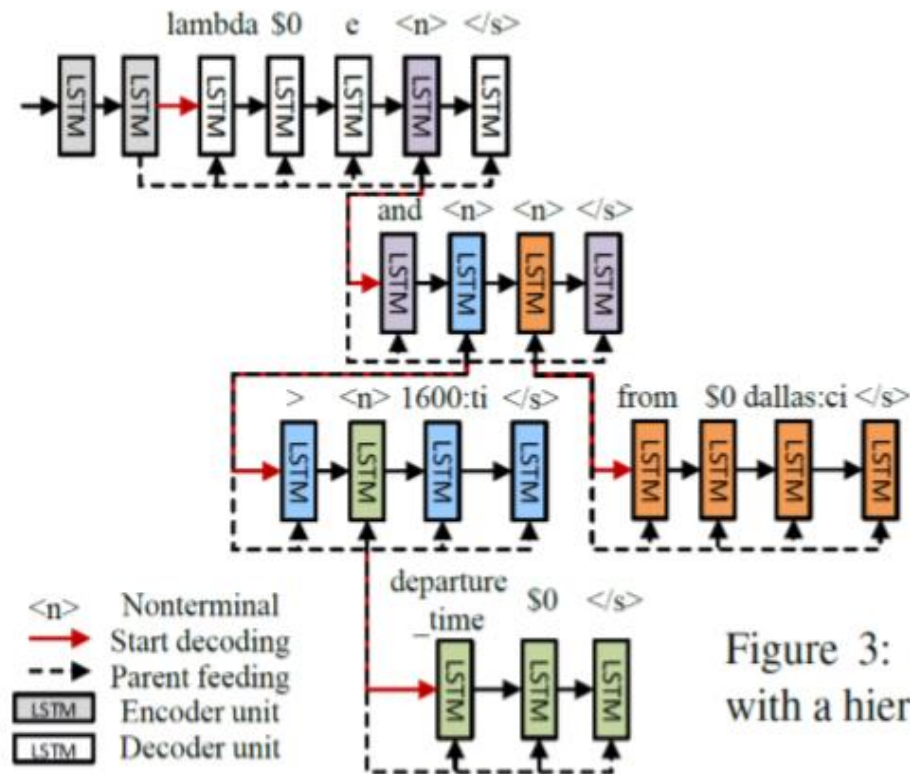 lambda $0 e <n> </s>
LSTM LSTM LSTM LSTM LSTM LSTM LSTM
and <n> <n> </s>
LSTM LSTM LSTM LSTM
> <n> 1600:ti </s> from $0 dallas:ci </s>
LSTM LSTM LSTM LSTM LSTM LSTM LSTM LSTM
departure
_time $0 </s>
LSTM LSTM LSTM
<n> Nonterminal
Start decoding
Parent feeding
LSTM Encoder unit
LSTM Decoder unit
Figure 3:
with a hier